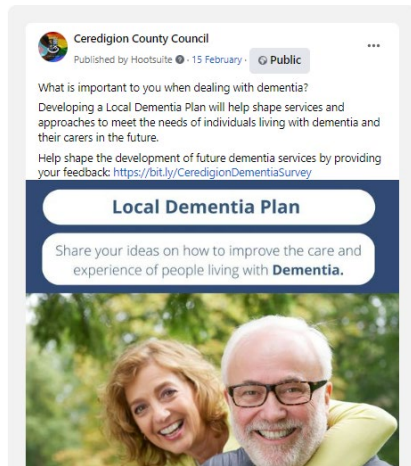 Ceredigion County Council
Published by Hootsuite · 15 February · Public
What is important to you when dealing with dementia?
Developing a Local Dementia Plan will help shape services and
approaches to meet the needs of individuals living with dementia and
their carers in the future.
Help shape the development of future dementia services by providing
your feedback: https://bit.ly/CeredigionDementiaSurvey
Local Dementia Plan
Share your ideas on how to improve the care and
experience of people living with Dementia.